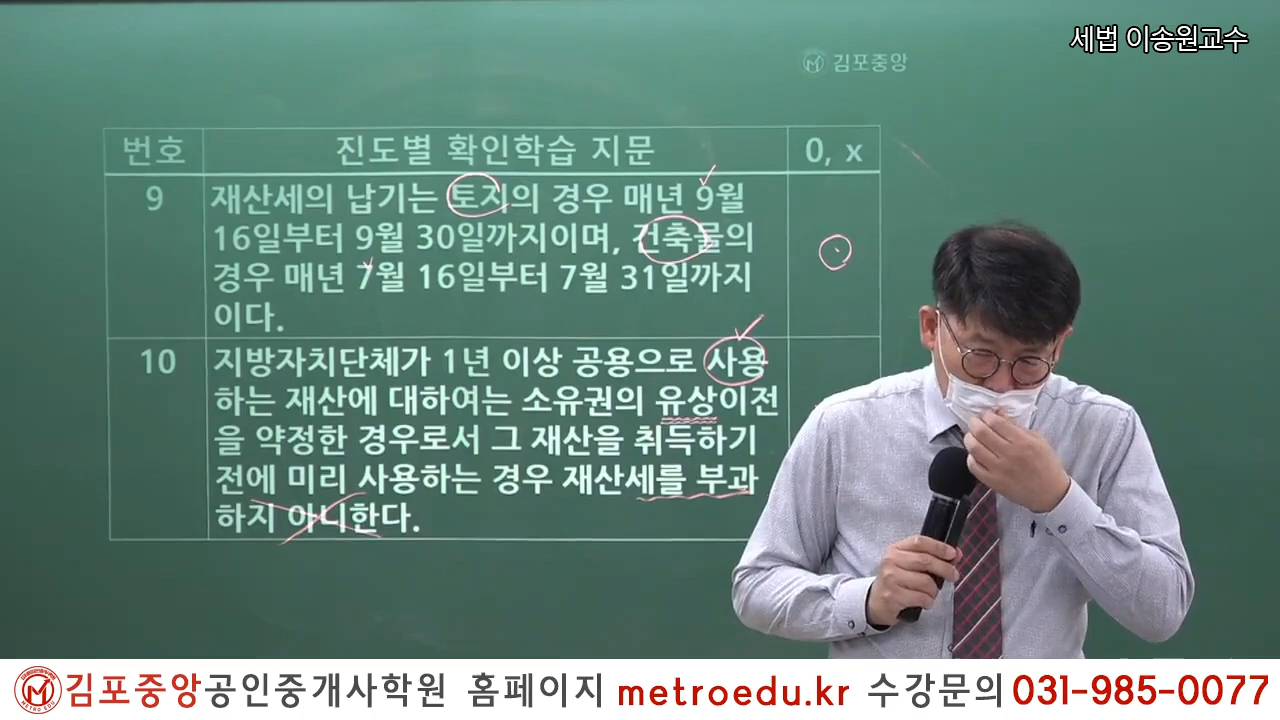 세법 이송원교수
김포중앙
번호 진도별 확인학습 지문 0, x
9 재산세의 납기는 토지의 경우 매년 9월
16일부터 9월 30일까지이며, 건축물의
경우 매년 7월 16일부터 7월 31일까지
이다.
10 지방자치단체가 1년 이상 공용으로 사용
하는 재산에 대하여는 소유권의 유상이전
을 약정한 경우로서 그 재산을 취득하기
전에 미리 사용하는 경우 재산세를 부과
하지 아니한다.
김포중앙공인중개사학원 홈페이지 metroedu.kr 수강문의 031-985-0077